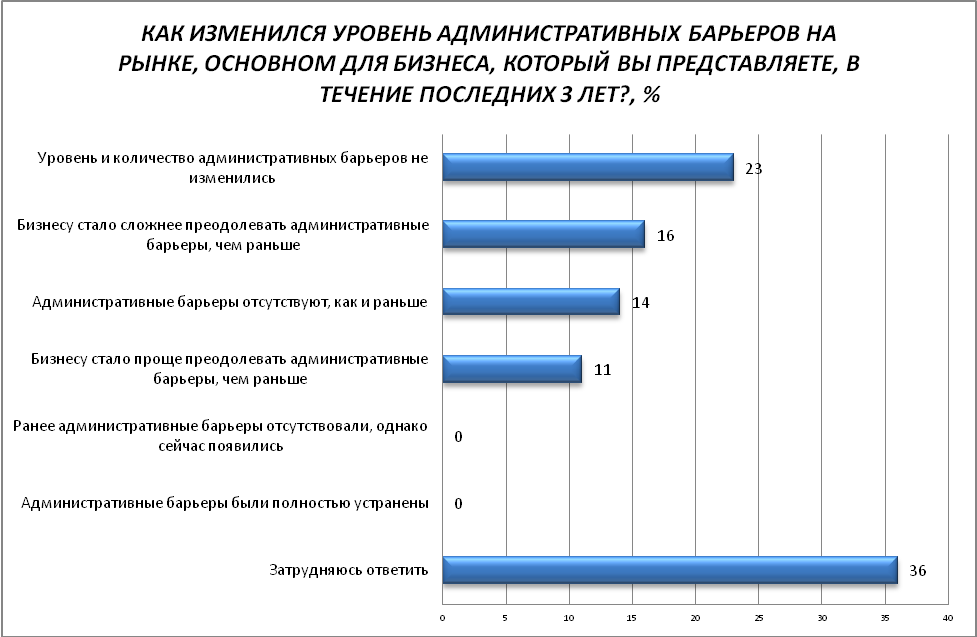 КАК ИЗМЕНИЛСЯ УРОВЕНЬ АДМИНИСТРАТИВНЫХ БАРЬЕРОВ НА
РЫНКЕ, ОСНОВНОМ ДЛЯ БИЗНЕСА, КОТОРЫЙ ВЫ ПРЕДСТАВЛЯЕТЕ, В
ТЕЧЕНИЕ ПОСЛЕДНИХ 3 ЛЕТ?, %
Уровень и количество административных барьеров не
изменились
23
Бизнесу стало сложнее преодолевать административные
барьеры, чем раньше
16
Административные барьеры отсутствуют, как и раньше
14
Бизнесу стало проще преодолевать административные
барьеры, чем раньше
11
Ранее административные барьеры отсутствовали, однако
сейчас появились
0
Административные барьеры были полностью устранены
0
Затрудняюсь ответить
36
0 5 10 15 20 25 30 35 40